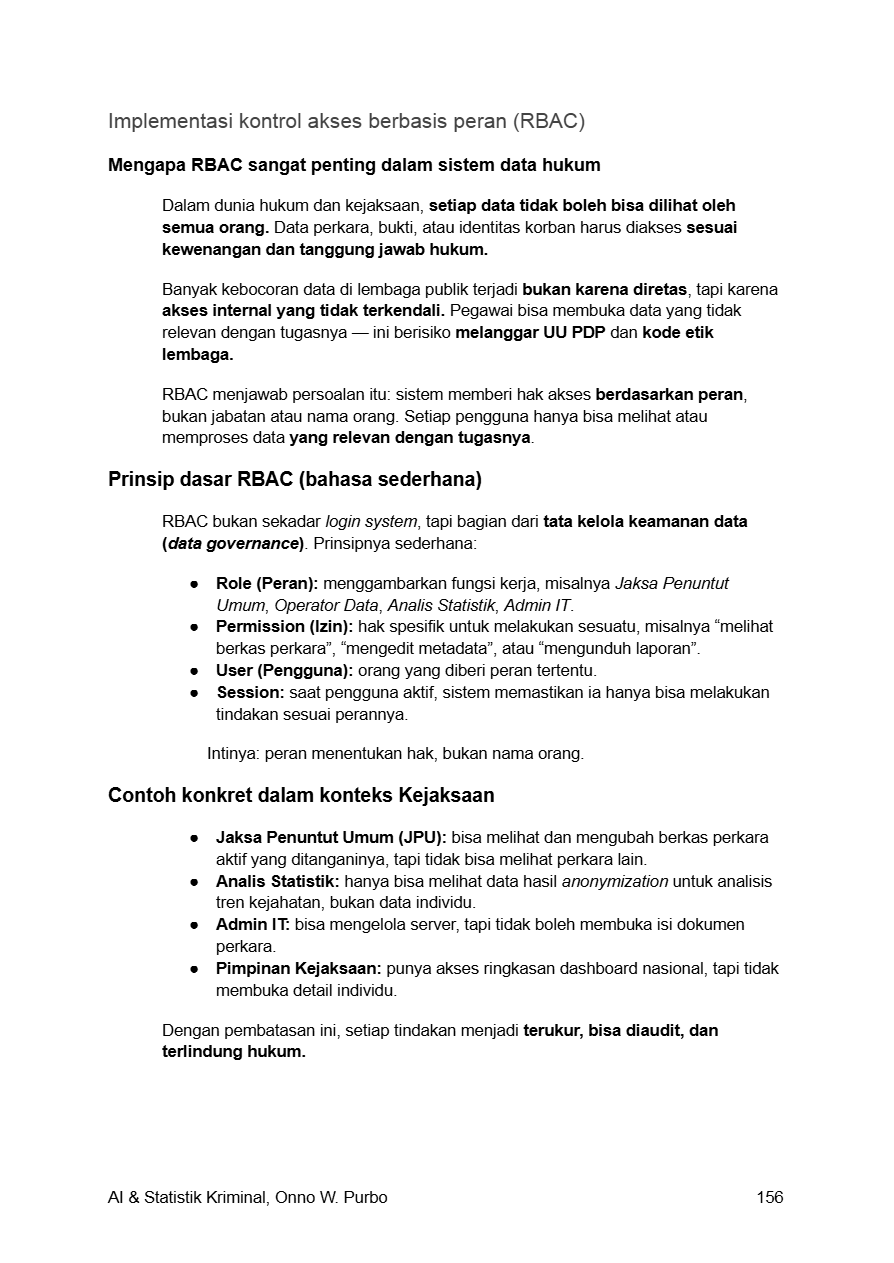 Implementasi kontrol akses berbasis peran (RBAC)
Mengapa RBAC sangat penting dalam sistem data hukum
Dalam dunia hukum dan kejaksaan, setiap data tidak boleh bisa dilihat oleh
semua orang. Data perkara, bukti, atau identitas korban harus diakses sesuai
kewenangan dan tanggung jawab hukum.
Banyak kebocoran data di lembaga publik terjadi bukan karena diretas, tapi karena
akses internal yang tidak terkendali. Pegawai bisa membuka data yang tidak
relevan dengan tugasnya — ini berisiko melanggar UU PDP dan kode etik
lembaga.
RBAC menjawab persoalan itu: sistem memberi hak akses berdasarkan peran,
bukan jabatan atau nama orang. Setiap pengguna hanya bisa melihat atau
memproses data yang relevan dengan tugasnya.
Prinsip dasar RBAC (bahasa sederhana)
RBAC bukan sekadar login system, tapi bagian dari tata kelola keamanan data
(data governance). Prinsipnya sederhana:
● Role (Peran): menggambarkan fungsi kerja, misalnya Jaksa Penuntut
Umum, Operator Data, Analis Statistik, Admin IT.
● Permission (Izin): hak spesifik untuk melakukan sesuatu, misalnya “melihat
berkas perkara”, “mengedit metadata”, atau “mengunduh laporan”.
● User (Pengguna): orang yang diberi peran tertentu.
● Session: saat pengguna aktif, sistem memastikan ia hanya bisa melakukan
tindakan sesuai perannya.
Intinya: peran menentukan hak, bukan nama orang.
Contoh konkret dalam konteks Kejaksaan
● Jaksa Penuntut Umum (JPU): bisa melihat dan mengubah berkas perkara
aktif yang ditanganinya, tapi tidak bisa melihat perkara lain.
● Analis Statistik: hanya bisa melihat data hasil anonymization untuk analisis
tren kejahatan, bukan data individu.
● Admin IT: bisa mengelola server, tapi tidak boleh membuka isi dokumen
perkara.
● Pimpinan Kejaksaan: punya akses ringkasan dashboard nasional, tapi tidak
membuka detail individu.
Dengan pembatasan ini, setiap tindakan menjadi terukur, bisa diaudit, dan
terlindung hukum.
AI & Statistik Kriminal, Onno W. Purbo 156